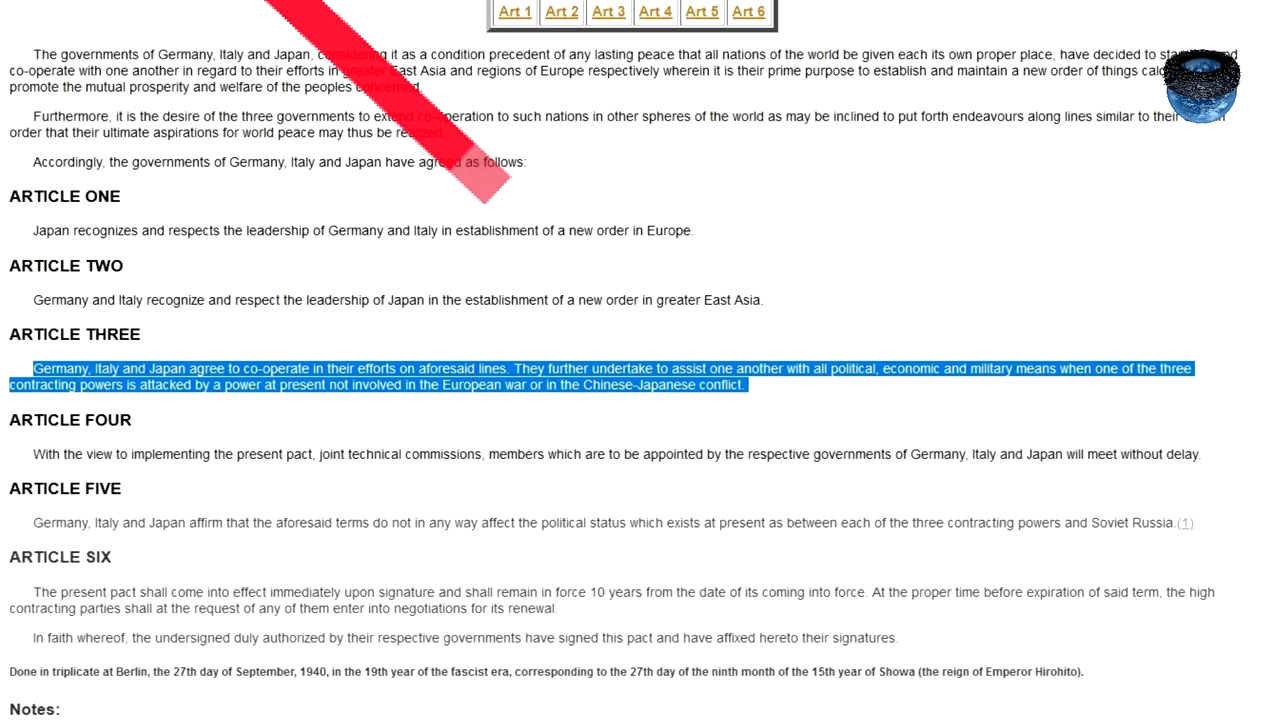 Art 1 Art 2 Art 3 Art 4 Art 5 Art 6
The governments of Germany, Italy and Japan, considering it as a condition precedent of any lasting peace that all nations of the world be given each its own proper place, have decided to
co-operate with one another in regard to their efforts in greater East Asia and regions of Europe respectively wherein it is their prime purpose to establish and maintain a new order of things
promote the mutual prosperity and welfare of the peoples concerned.
Furthermore, it is the desire of the three governments to extend co-operation to such nations in other spheres of the world as may be inclined to put forth endeavours along lines similar to their
order that their ultimate aspirations for world peace may thus be realized.
Accordingly, the governments of Germany, Italy and Japan have agreed as follows:
ARTICLE ONE
Japan recognizes and respects the leadership of Germany and Italy in establishment of a new order in Europe.
ARTICLE TWO
Germany and Italy recognize and respect the leadership of Japan in the establishment of a new order in greater East Asia.
ARTICLE THREE
Germany, Italy and Japan agree to co-operate in their efforts on aforesaid lines. They further undertake to assist one another with all political, economic and military means when one of the three
contracting powers is attacked by a power at present not involved in the European war or in the Chinese-Japanese conflict.
ARTICLE FOUR
With the view to implementing the present pact, joint technical commissions, members which are to be appointed by the respective governments of Germany, Italy and Japan will meet without delay.
ARTICLE FIVE
Germany, Italy and Japan affirm that the aforesaid terms do not in any way affect the political status which exists at present as between each of the three contracting powers and Soviet Russia.(1)
ARTICLE SIX
The present pact shall come into effect immediately upon signature and shall remain in force 10 years from the date of its coming into force. At the proper time before expiration of said term, the high
contracting parties shall at the request of any of them enter into negotiations for its renewal.
In faith whereof, the undersigned duly authorized by their respective governments have signed this pact and have affixed hereto their signatures.
Done in triplicate at Berlin, the 27th day of September, 1940, in the 19th year of the fascist era, corresponding to the 27th day of the ninth month of the 15th year of Showa (the reign of Emperor Hirohito).
Notes: